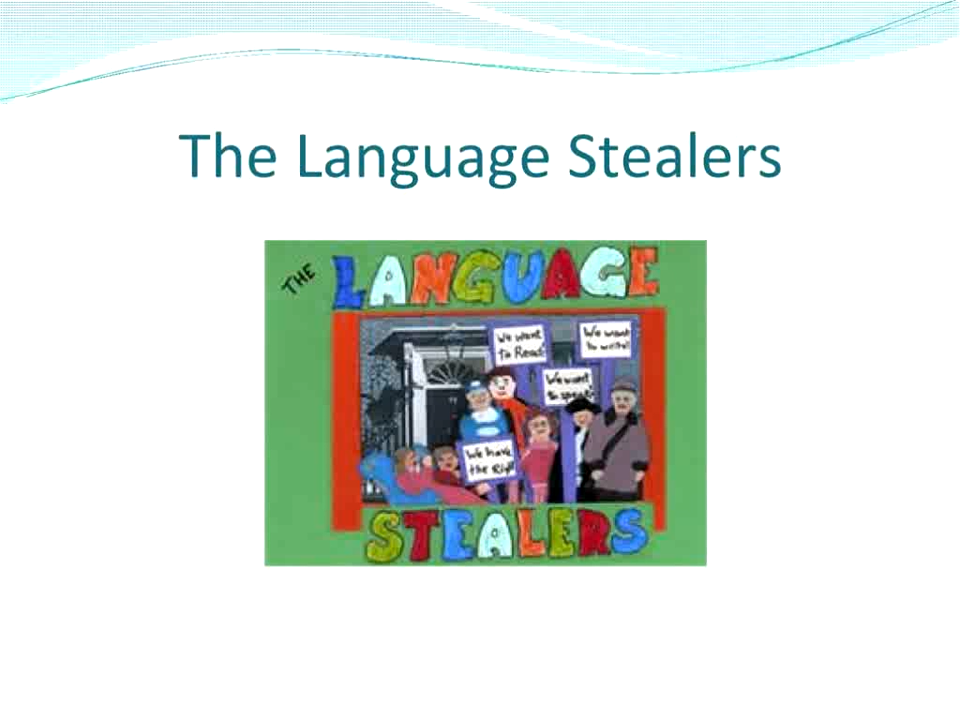 The Language Stealers
THE
LANGUAGE
We want
to Read!
We want
to write!
We want
to speak!
We have
the Right
STEALERS